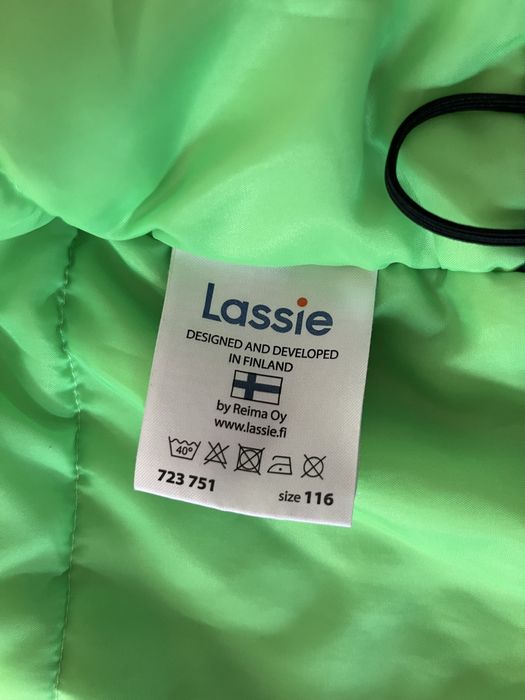 Lassie
DESIGNED AND DEVELOPED
IN FINLAND
by Reima Oy
www.lassie.fi
40°
723 751 size 116